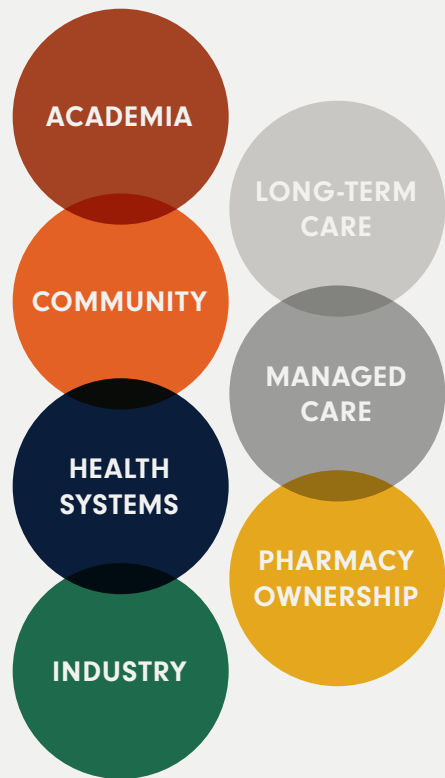 ACADEMIA
COMMUNITY
HEALTH
SYSTEMS
INDUSTRY
LONG-TERM
CARE
MANAGED
CARE
PHARMACY
OWNERSHIP